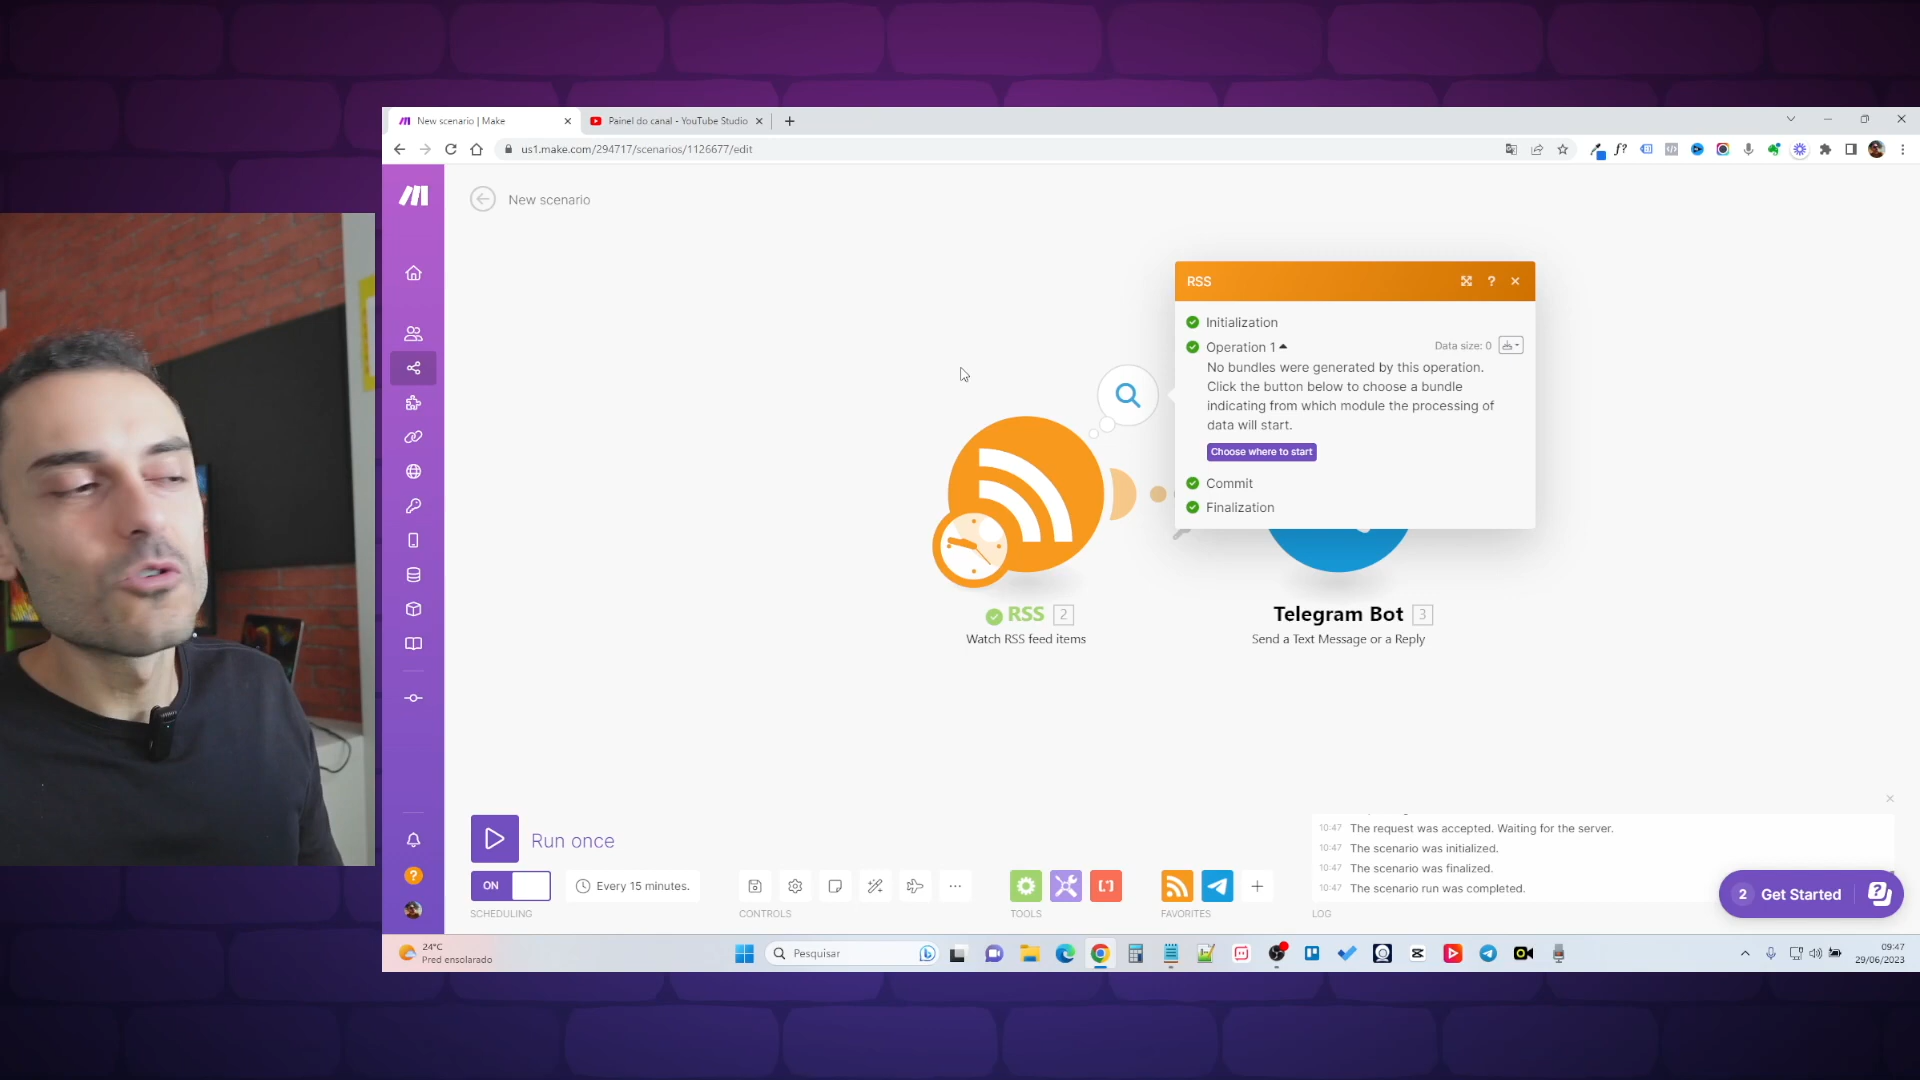 New scenario | Make
Painel do canal - YouTube Studio
us1.make.com/294717/scenarios/1126677/edit
New scenario
RSS
Initialization
Operation 1
Data size: 0
No bundles were generated by this operation.
Click the button below to choose a bundle
indicating from which module the processing of
data will start.
Choose where to start
Commit
Finalization
RSS 2
Watch RSS feed items
Telegram Bot 3
Send a Text Message or a Reply
Run once
ON
Every 15 minutes.
SCHEDULING
CONTROLS
TOOLS
FAVORITES
10:47 The request was accepted. Waiting for the server.
10:47 The scenario was initialized.
10:47 The scenario was finalized.
10:47 The scenario run was completed.
LOG
2 Get Started
24°C
Pred ensolarado
Pesquisar
09:47
29/06/2023